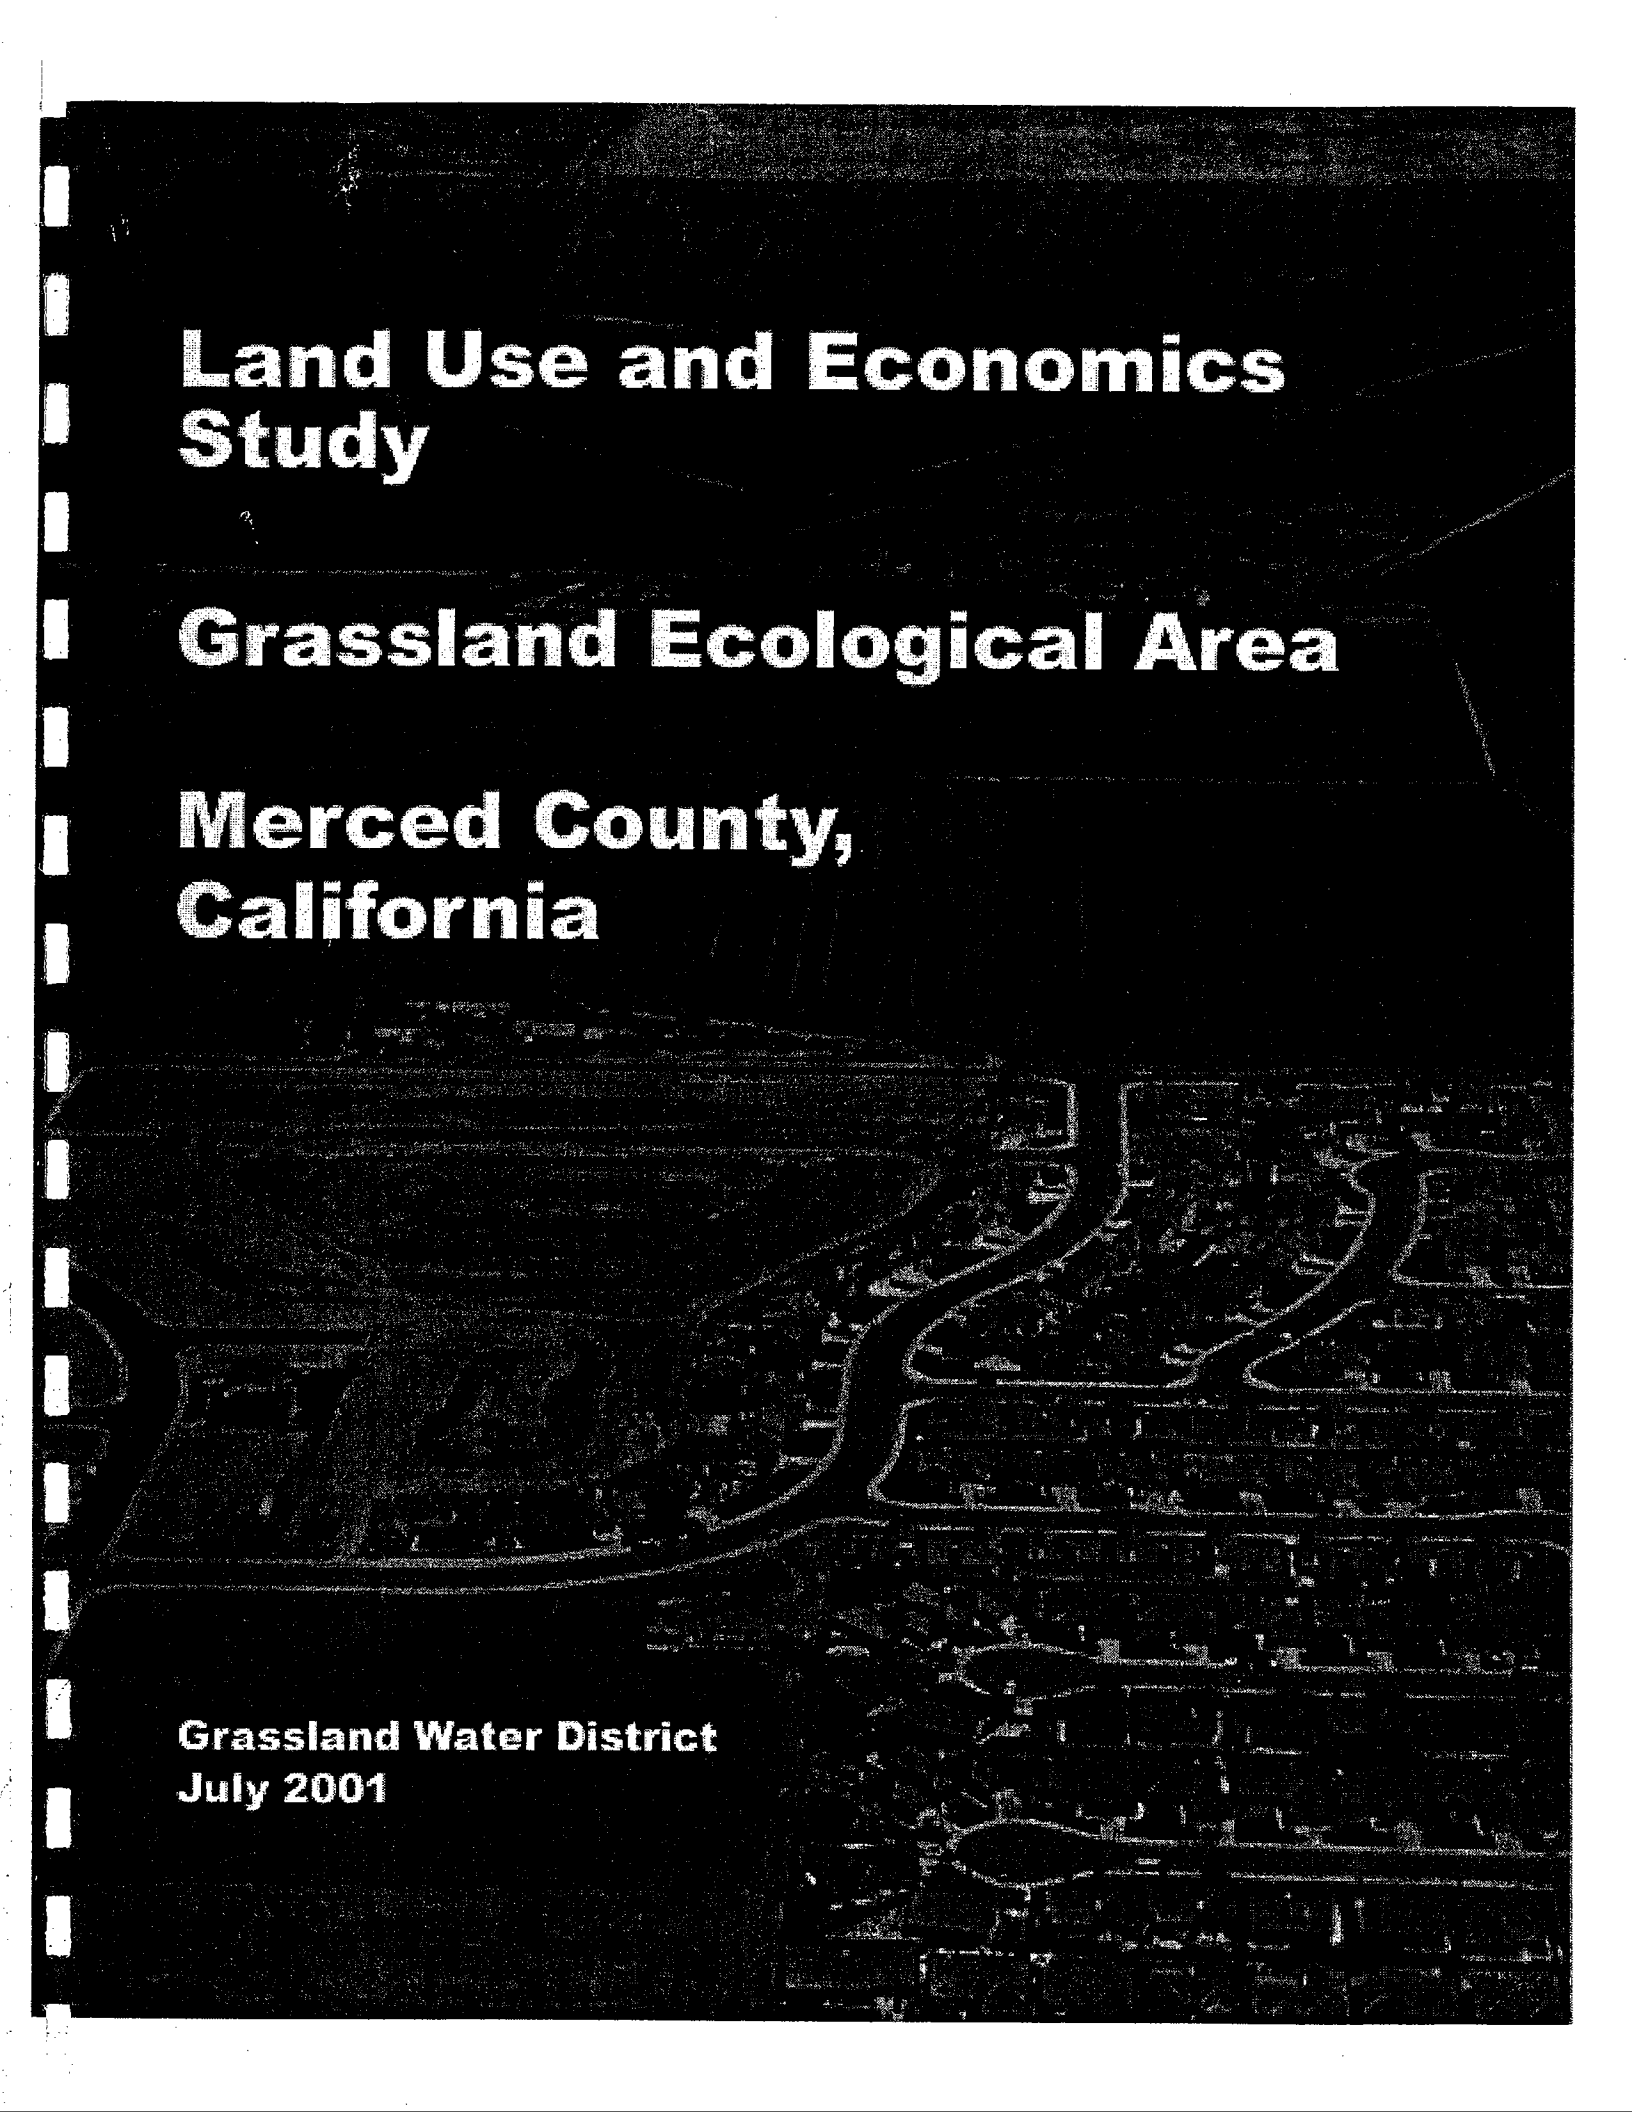 Land Use and Economics
Study
Grassland Ecological Area
Merced County,
California
Grassland Water District
July 2001